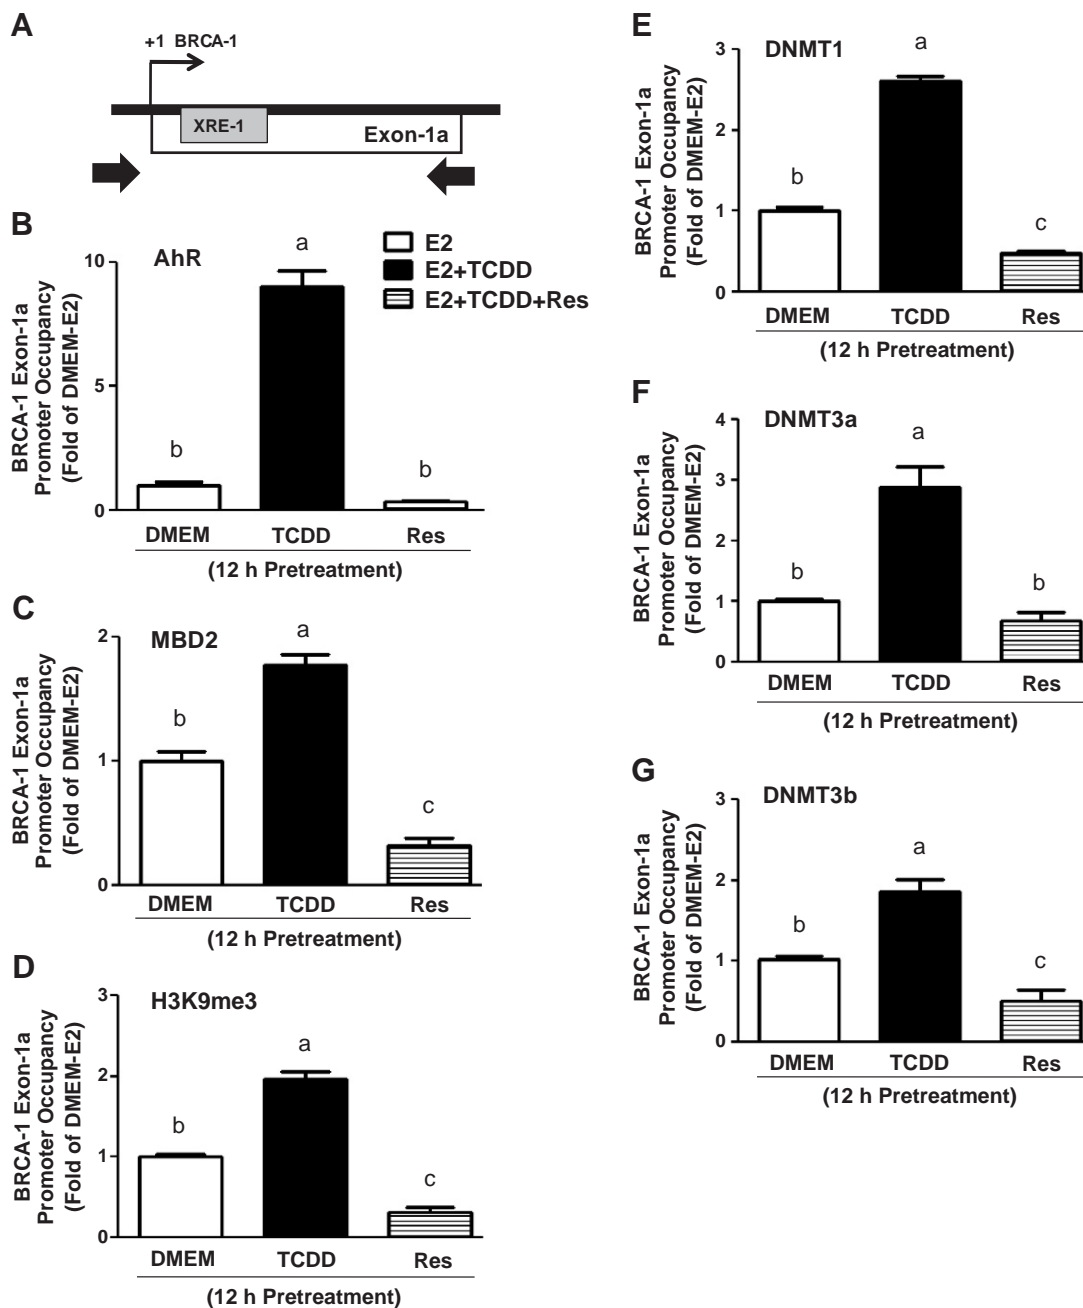 A
+1 BRCA-1
XRE-1
Exon-1a
B
AhR
E2
E2+TCDD
E2+TCDD+Res
BRCA-1 Exon-1a
Promoter Occupancy
(Fold of DMEM-E2)
10
5
0
b
a
b
DMEM TCDD Res
(12 h Pretreatment)
C
MBD2
BRCA-1 Exon-1a
Promoter Occupancy
(Fold of DMEM-E2)
2
1
0
b
a
c
DMEM TCDD Res
(12 h Pretreatment)
D
H3K9me3
BRCA-1 Exon-1a
Promoter Occupancy
(Fold of DMEM-E2)
3
2
1
0
b
a
c
DMEM TCDD Res
(12 h Pretreatment)
E
DNMT1
BRCA-1 Exon-1a
Promoter Occupancy
(Fold of DMEM-E2)
3
2
1
0
b
a
c
DMEM TCDD Res
(12 h Pretreatment)
F
DNMT3a
BRCA-1 Exon-1a
Promoter Occupancy
(Fold of DMEM-E2)
4
3
2
1
0
b
a
b
DMEM TCDD Res
(12 h Pretreatment)
G
DNMT3b
BRCA-1 Exon-1a
Promoter Occupancy
(Fold of DMEM-E2)
3
2
1
0
b
a
c
DMEM TCDD Res
(12 h Pretreatment)